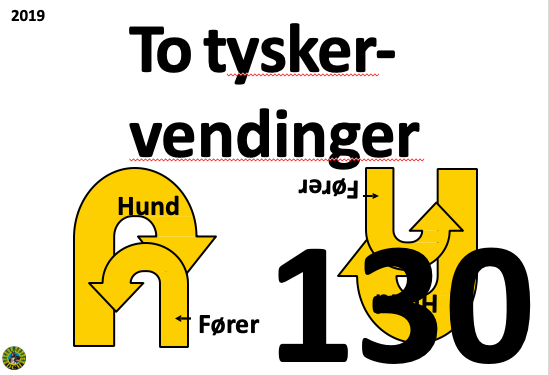 2019
To tysker-
vendinger
Hund
Fører
Fører
130